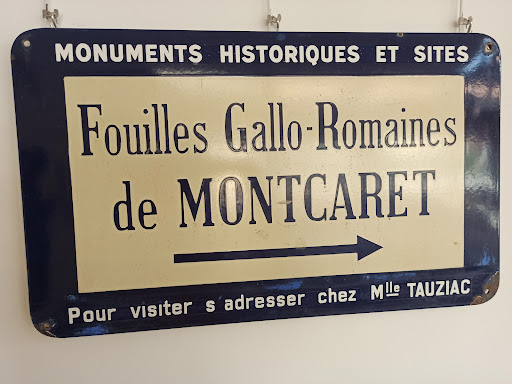 MONUMENTS HISTORIQUES ET SITES
Fouilles Gallo-Romaines
de MONTCARET
Pour visiter s'adresser chez Mlle TAUZIAC